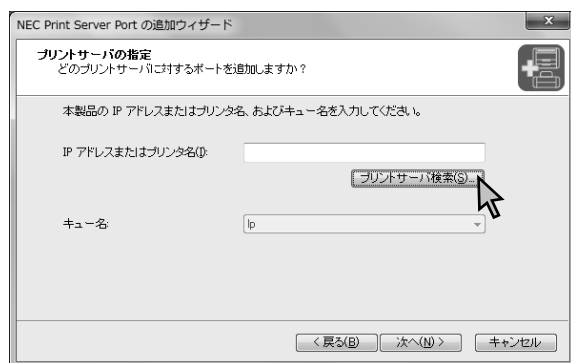 NEC Print Server Port の追加ウィザード
プリントサーバの指定
どのプリントサーバに対するポートを追加しますか？
本製品の IP アドレスまたはプリンタ名、およびキュー名を入力してください。
IP アドレスまたはプリンタ名(I):
プリントサーバ検索(S)...
キュー名:
lp
< 戻る(B)
次へ(N) >
キャンセル